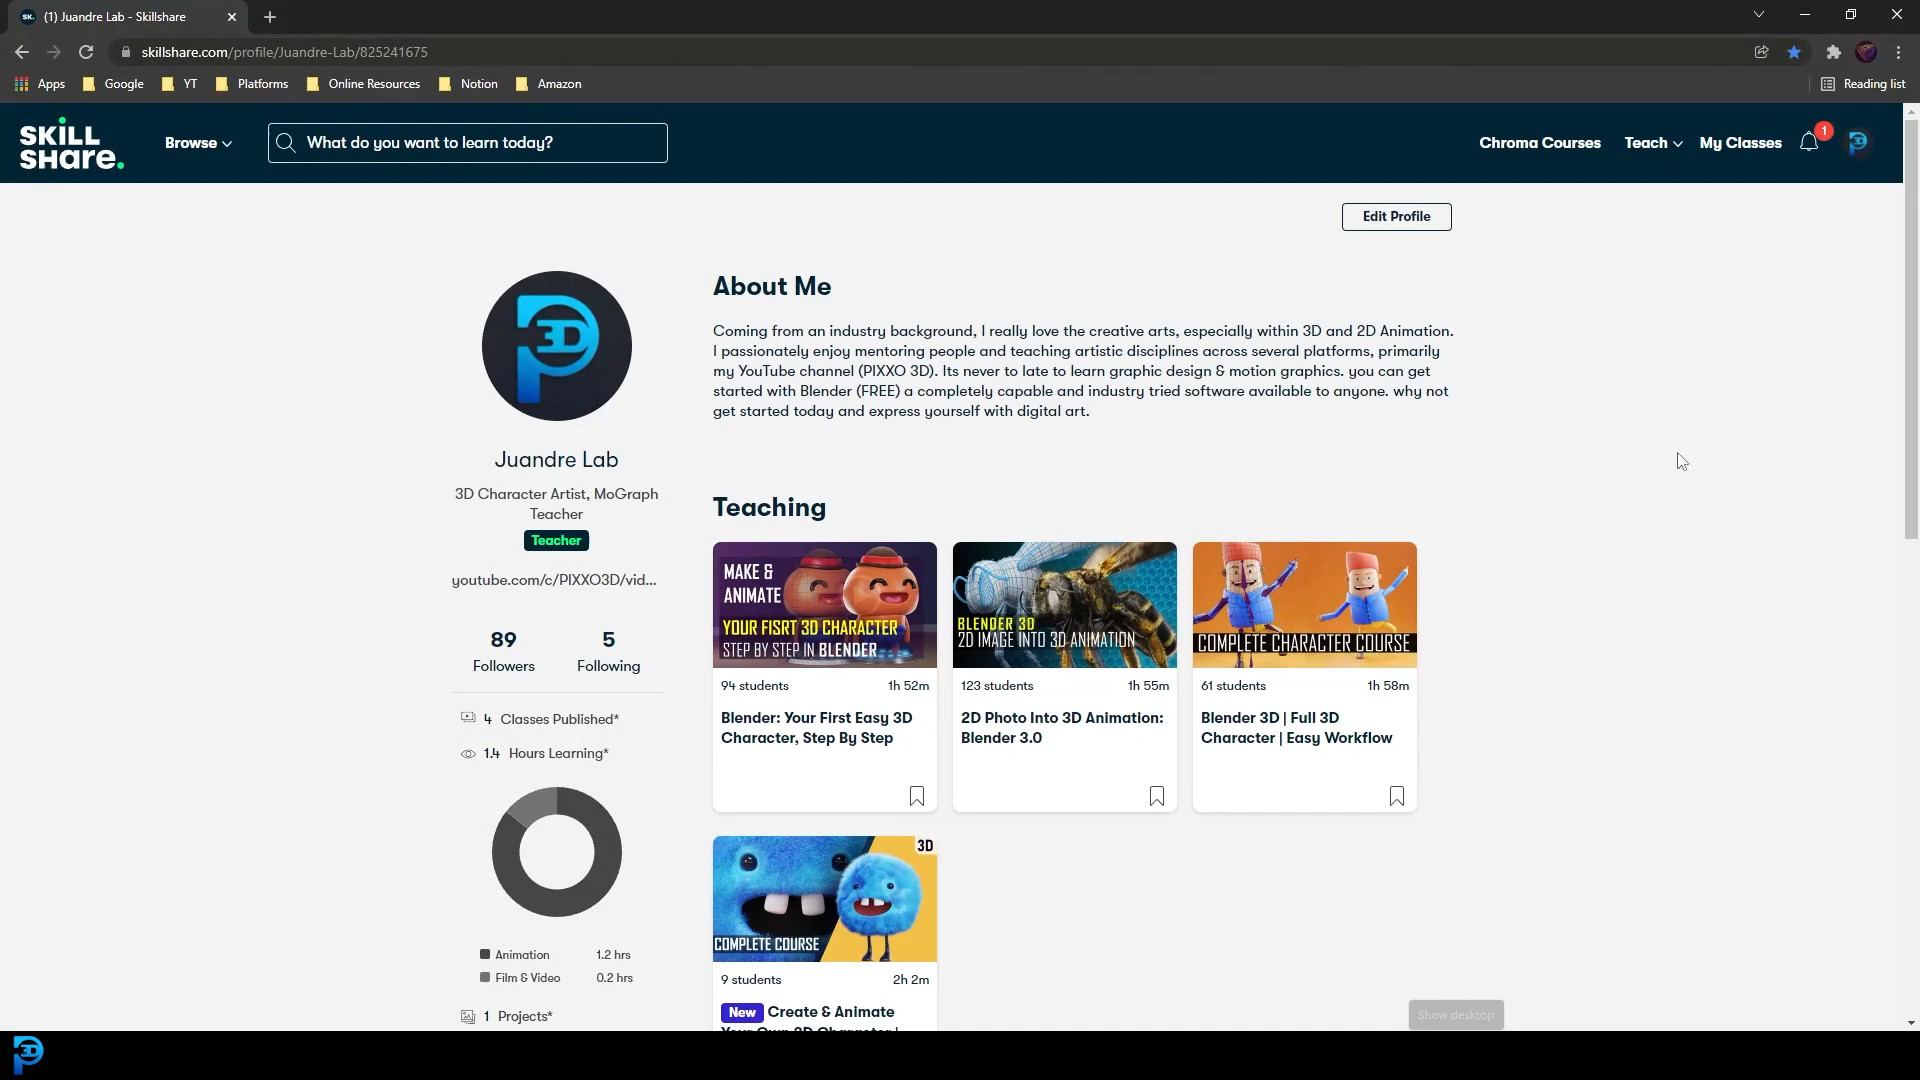 SK. (1) Juandre Lab - Skillshare
skillshare.com/profile/Juandre-Lab/825241675
Apps Google YT Platforms Online Resources Notion Amazon Reading list
SKILL
SHARE.
Browse
What do you want to learn today?
Chroma Courses Teach My Classes 1
Edit Profile
3D
Juandre Lab
3D Character Artist, MoGraph
Teacher
Teacher
youtube.com/c/PIXXO3D/vid...
89 5
Followers Following
4 Classes Published*
1.4 Hours Learning*
Animation 1.2 hrs
Film & Video 0.2 hrs
1 Projects*
About Me
Coming from an industry background, I really love the creative arts, especially within 3D and 2D Animation.
I passionately enjoy mentoring people and teaching artistic disciplines across several platforms, primarily
my YouTube channel (PIXXO 3D). Its never to late to learn graphic design & motion graphics. you can get
started with Blender (FREE) a completely capable and industry tried software available to anyone. why not
get started today and express yourself with digital art.
Teaching
MAKE &
ANIMATE
YOUR FISRT 3D CHARACTER
STEP BY STEP IN BLENDER
94 students 1h 52m
Blender: Your First Easy 3D
Character, Step By Step
BLENDER 3D
2D IMAGE INTO 3D ANIMATION
123 students 1h 55m
2D Photo Into 3D Animation:
Blender 3.0
COMPLETE CHARACTER COURSE
61 students 1h 58m
Blender 3D | Full 3D
Character | Easy Workflow
3D
COMPLETE COURSE
9 students 2h 2m
New Create & Animate
Your Own 3D Character |
Show desktop
3D